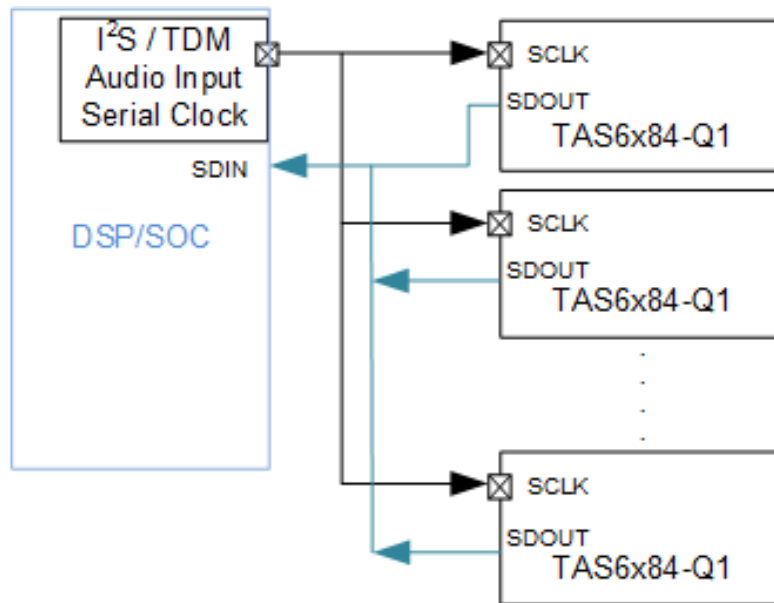 I²S / TDM
Audio Input
Serial Clock
SDIN
DSP/SOC
SCLK
SDOUT
TAS6x84-Q1
SCLK
SDOUT
TAS6x84-Q1
SCLK
SDOUT
TAS6x84-Q1